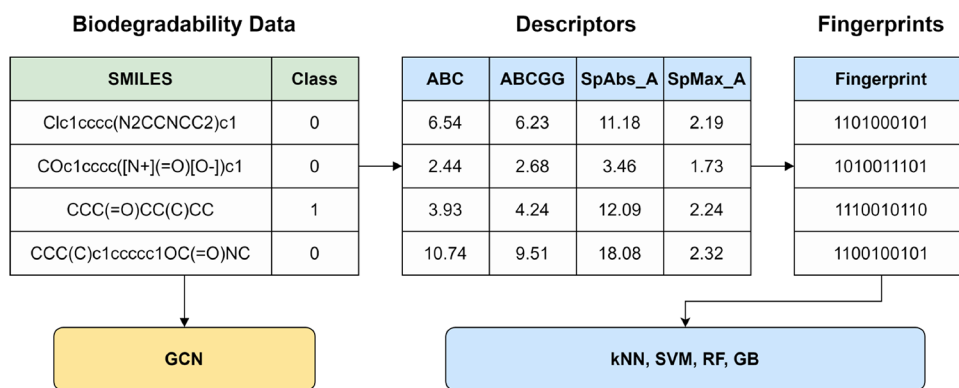 Biodegradability Data Descriptors Fingerprints
SMILES Class ABC ABCGG SpAbs_A SpMax_A Fingerprint
Clc1cccc(N2CCNCC2)c1 0 6.54 6.23 11.18 2.19 1101000101
COc1cccc([N+](=O)[O-])c1 0 2.44 2.68 3.46 1.73 1010011101
CCC(=O)CC(C)CC 1 3.93 4.24 12.09 2.24 1110010110
CCC(C)c1ccccc1OC(=O)NC 0 10.74 9.51 18.08 2.32 1100100101
GCN kNN, SVM, RF, GB